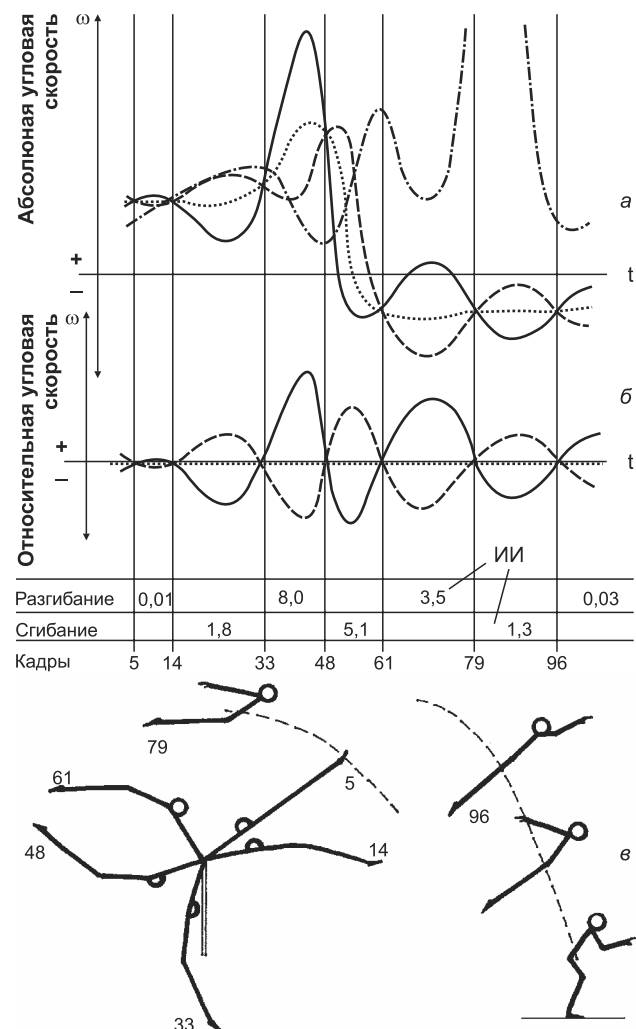 ω
Абсолюная угловая
скорость
а
+
t
–
ω
Относительная угловая
скорость
б
+
t
–
ИИ
Разгибание 0,01 8,0 3,5 0,03
Сгибание 1,8 5,1 1,3
Кадры 5 14 33 48 61 79 96
79
61
5
96
48
14
в
33